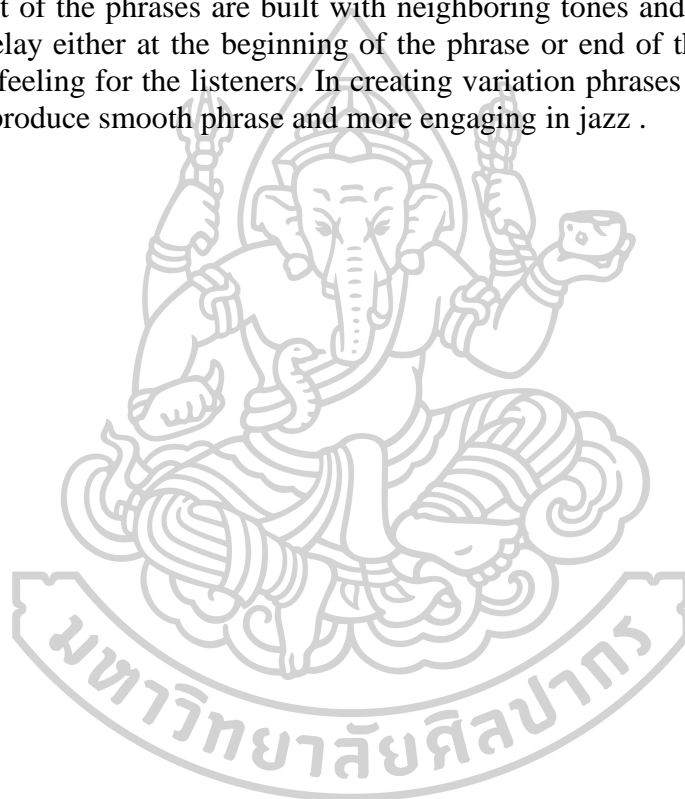 t of the phrases are built with neighboring tones and
elay either at the beginning of the phrase or end of th
feeling for the listeners. In creating variation phrases
produce smooth phrase and more engaging in jazz .
มหาวิทยาลัยศิลปากร